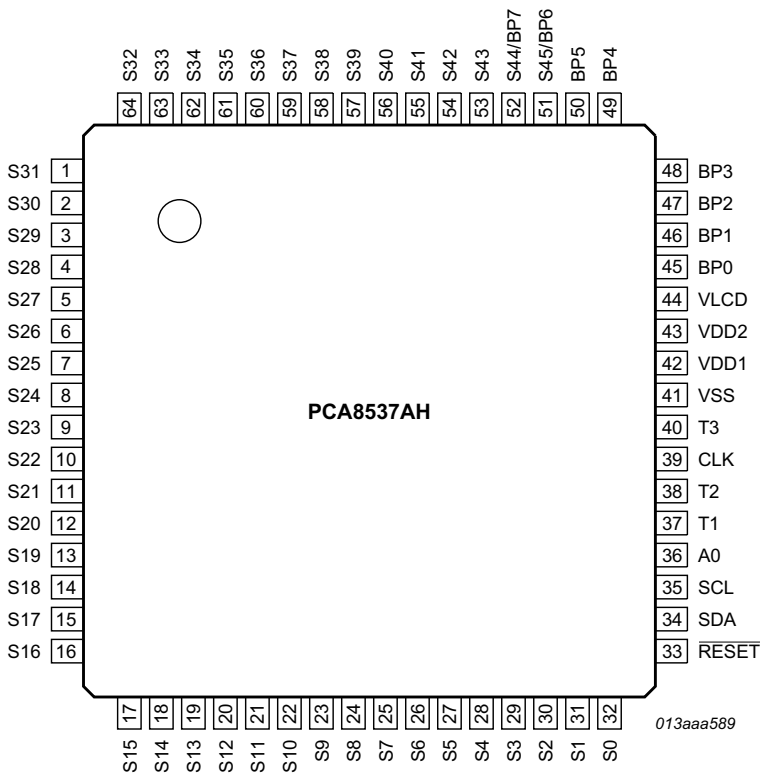 S32 S33 S34 S35 S36 S37 S38 S39 S40 S41 S42 S43 S44/BP7 S45/BP6 BP5 BP4
64 63 62 61 60 59 58 57 56 55 54 53 52 51 50 49
S31 1 48 BP3
S30 2 47 BP2
S29 3 46 BP1
S28 4 45 BP0
S27 5 44 VLCD
S26 6 43 VDD2
S25 7 42 VDD1
S24 8 41 VSS
PCA8537AH
S23 9 40 T3
S22 10 39 CLK
S21 11 38 T2
S20 12 37 T1
S19 13 36 A0
S18 14 35 SCL
S17 15 34 SDA
S16 16 33 RESET
17 18 19 20 21 22 23 24 25 26 27 28 29 30 31 32
013aaa589
S15 S14 S13 S12 S11 S10 S9 S8 S7 S6 S5 S4 S3 S2 S1 S0